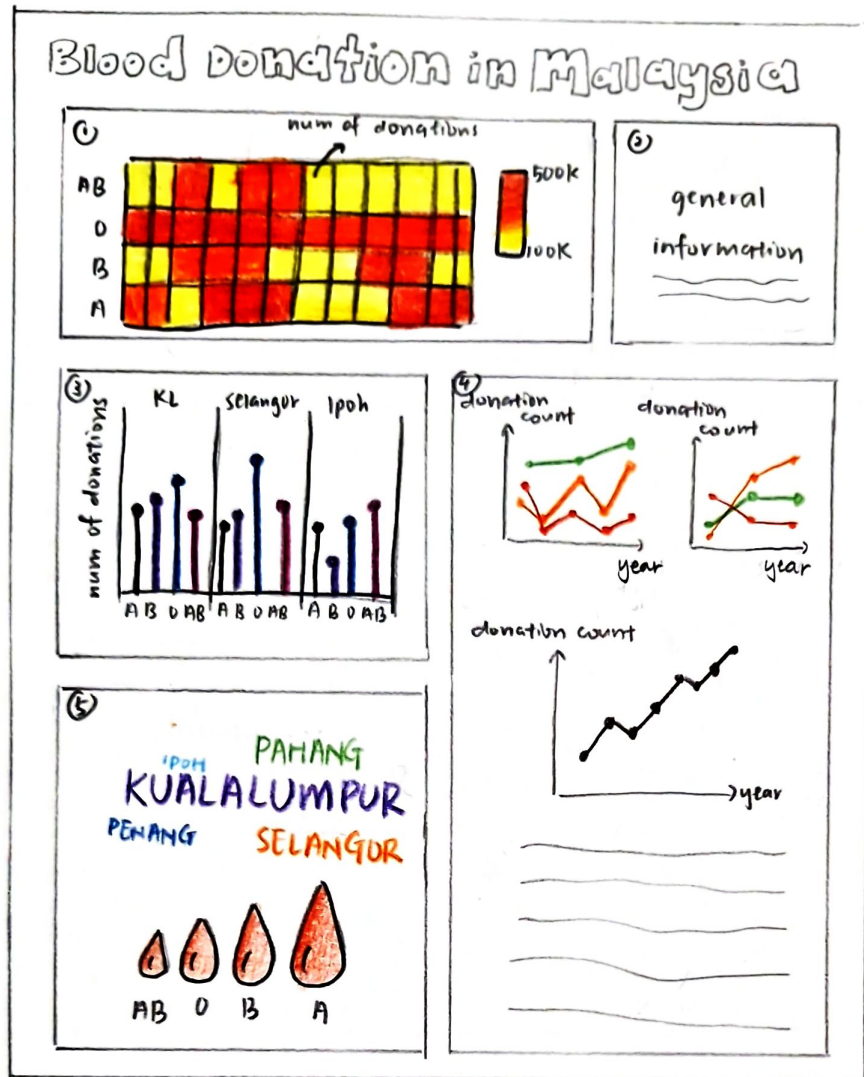 Blood Donation in Malaysia
①
num of donations
AB
O
B
A
500K
100K
②
general
information
③
num of donations
KL
Selangor
Ipoh
A B O AB A B O AB A B O AB
④
donation
count
year
donation
count
year
donation count
year
⑤
IPOH
PAHANG
KUALALUMPUR
PENANG
SELANGOR
AB O B A